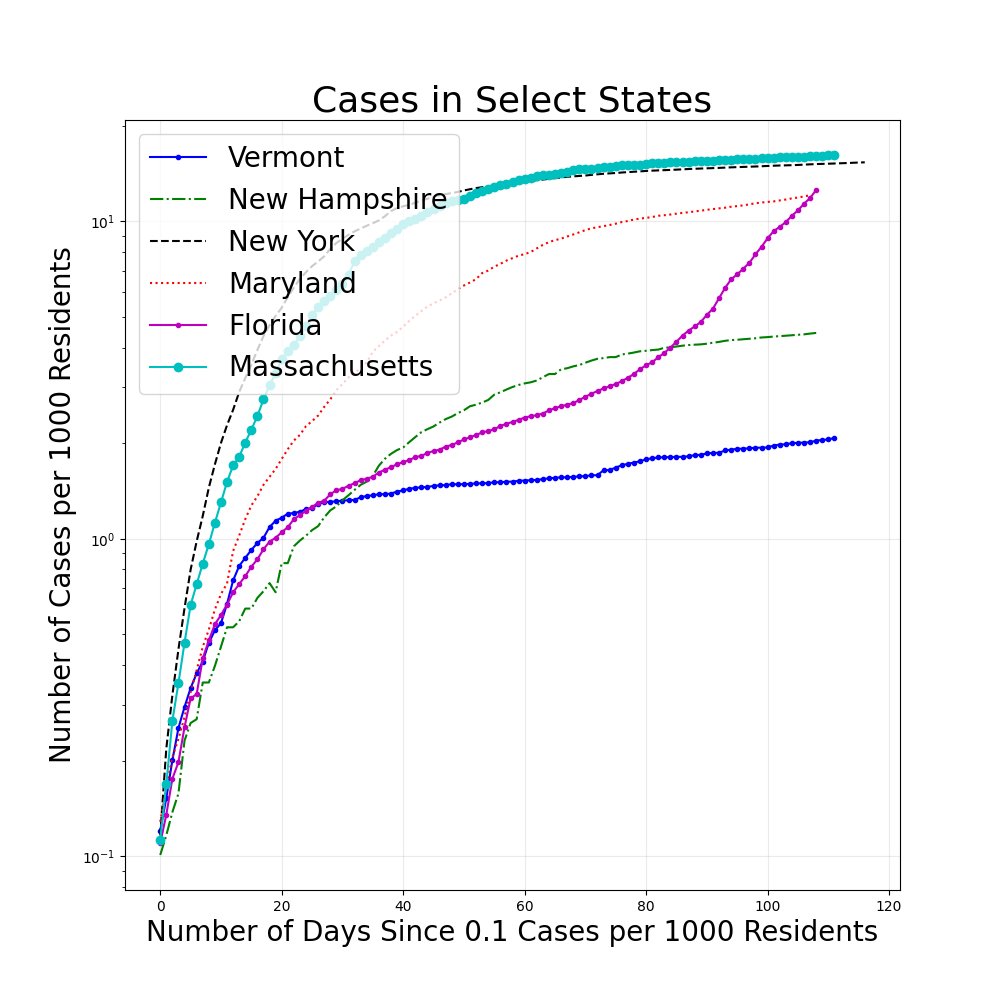 Cases in Select States
Vermont
New Hampshire
New York
Maryland
Florida
Massachusetts
Number of Cases per 1000 Residents
10¹
10⁰
10⁻¹
0 20 40 60 80 100 120
Number of Days Since 0.1 Cases per 1000 Residents